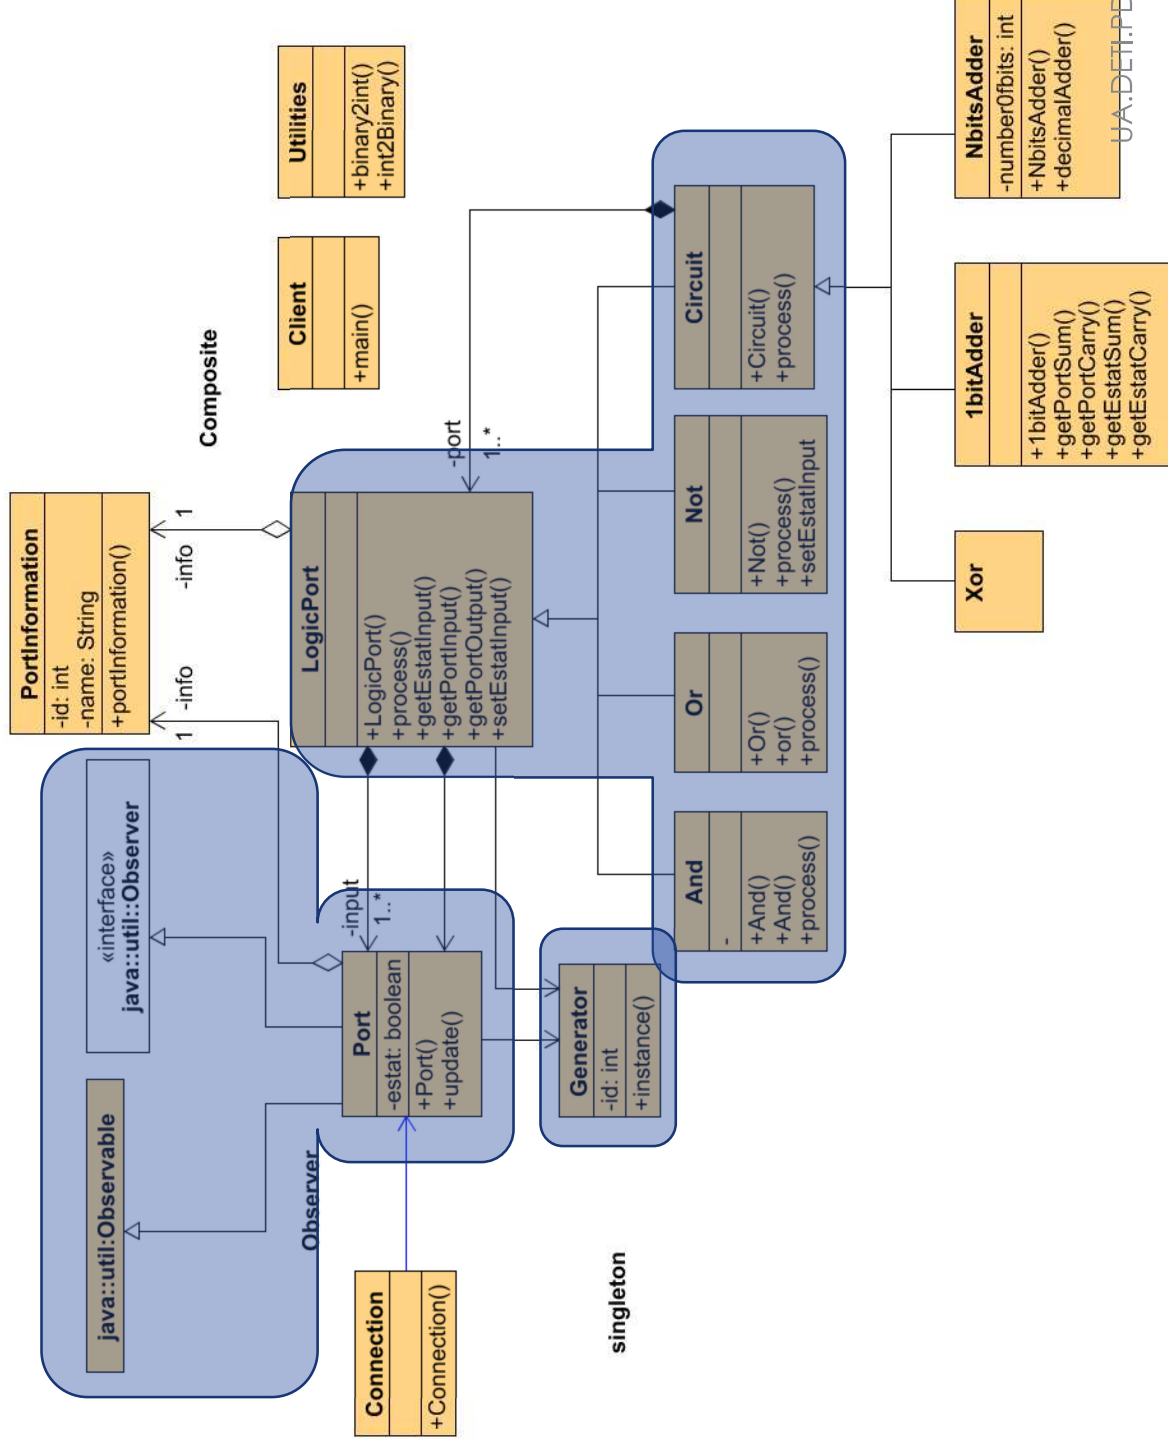 java::util:Observable
«interface»
java::util::Observer
PortInformation
-id: int
-name: String
+portInformation()
Composite
1
-info
-info
1
Observer
Connection
+Connection()
Port
-estat: boolean
+Port()
+update()
-input
1..*
LogicPort
+LogicPort()
+process()
+getEstatInput()
+getPortInput()
+getPortOutput()
+setEstatInput()
-port
1..*
Client
+main()
Utilities
+binary2int()
+int2Binary()
singleton
Generator
-id: int
+instance()
And
-
+And()
+And()
+process()
Or
+Or()
+or()
+process()
Not
+Not()
+process()
+setEstatInput
Circuit
+Circuit()
+process()
Xor
1bitAdder
+1bitAdder()
+getPortSum()
+getPortCarry()
+getEstatSum()
+getEstatCarry()
NbitsAdder
-number0fbits: int
+NbitsAdder()
+decimalAdder()